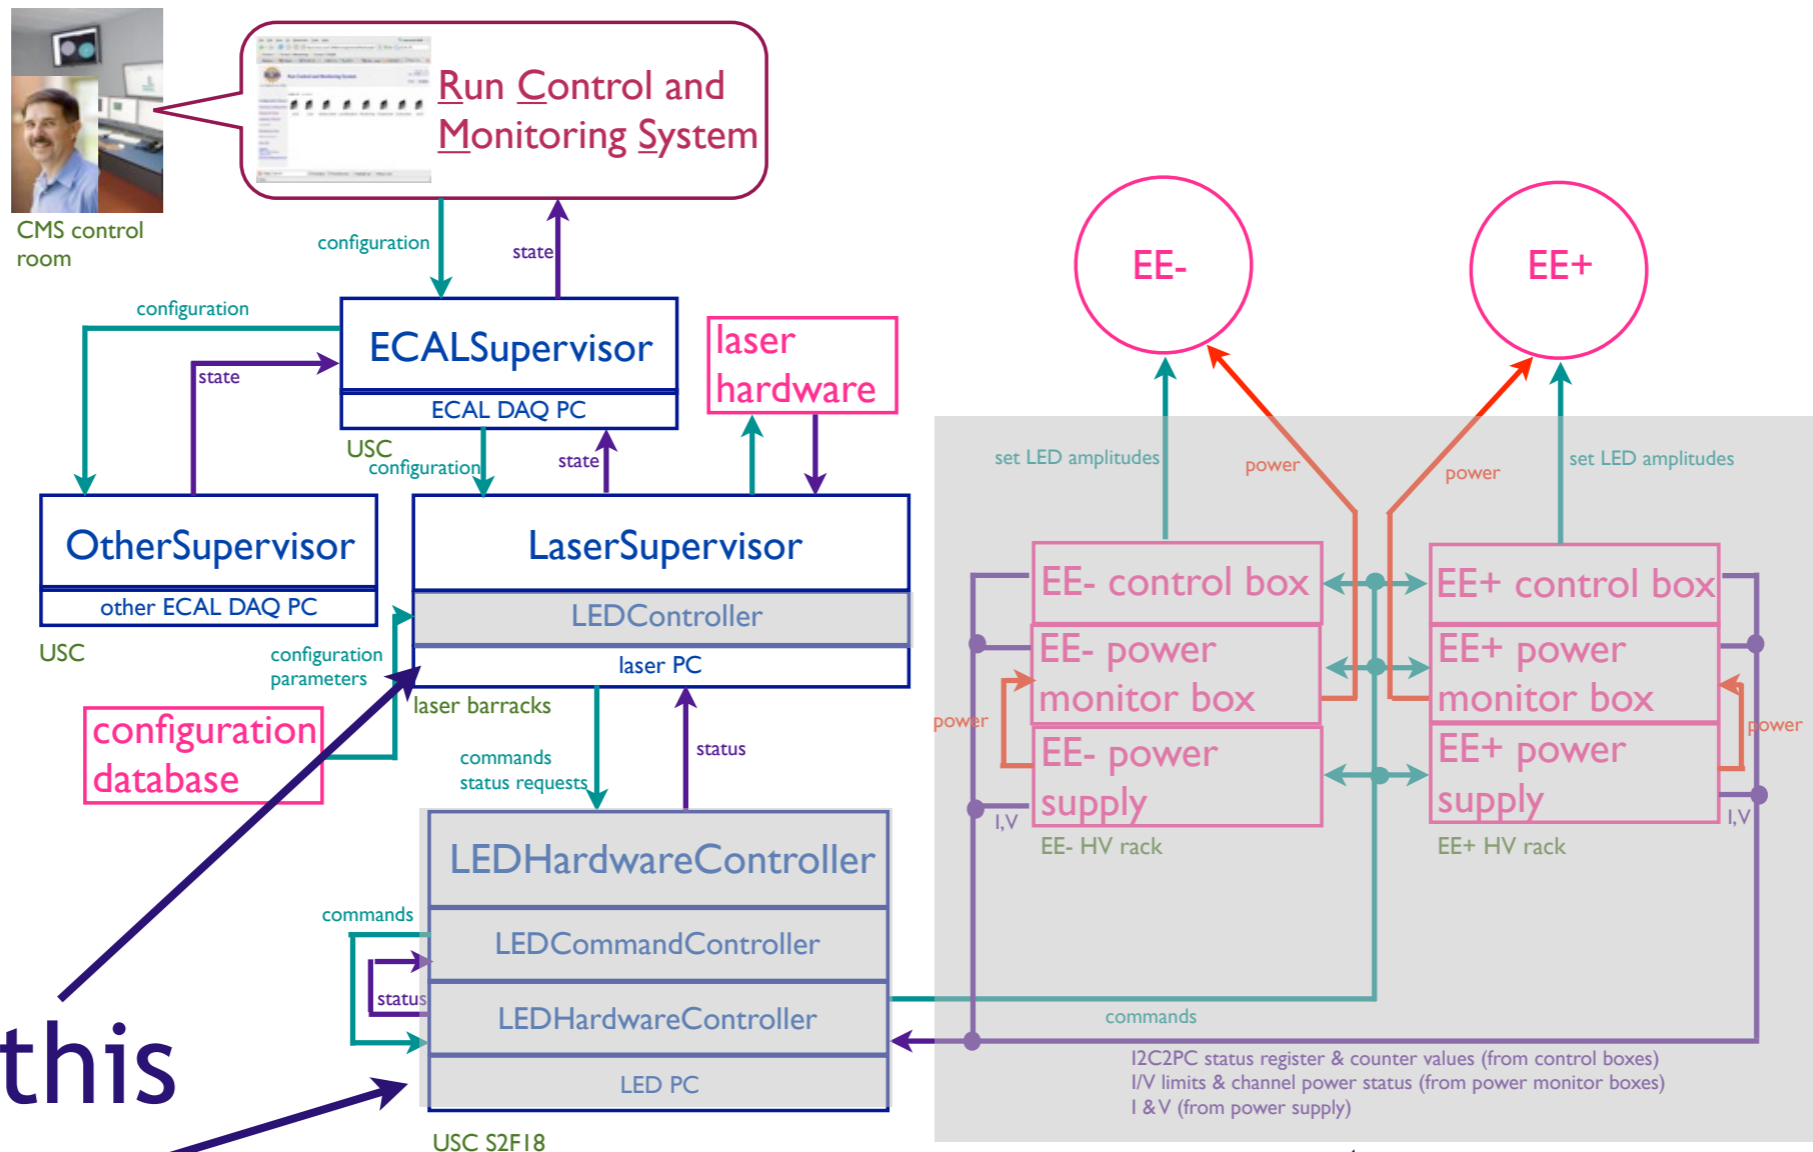 Run Control and
Monitoring System
CMS control
room
configuration
state
EE-
EE+
configuration
state
ECALSupervisor
ECAL DAQ PC
USC
laser
hardware
configuration
state
set LED amplitudes
power
power
set LED amplitudes
OtherSupervisor
other ECAL DAQ PC
USC
LaserSupervisor
LEDController
laser PC
laser barracks
configuration
parameters
configuration
database
commands
status requests
status
EE- control box
EE- power
monitor box
EE- power
supply
EE- HV rack
power
I,V
EE+ control box
EE+ power
monitor box
EE+ power
supply
EE+ HV rack
power
I,V
LEDHardwareController
LEDCommandController
LEDHardwareController
LED PC
USC S2F18
commands
status
commands
I2C2PC status register & counter values (from control boxes)
I/V limits & channel power status (from power monitor boxes)
I & V (from power supply)
this